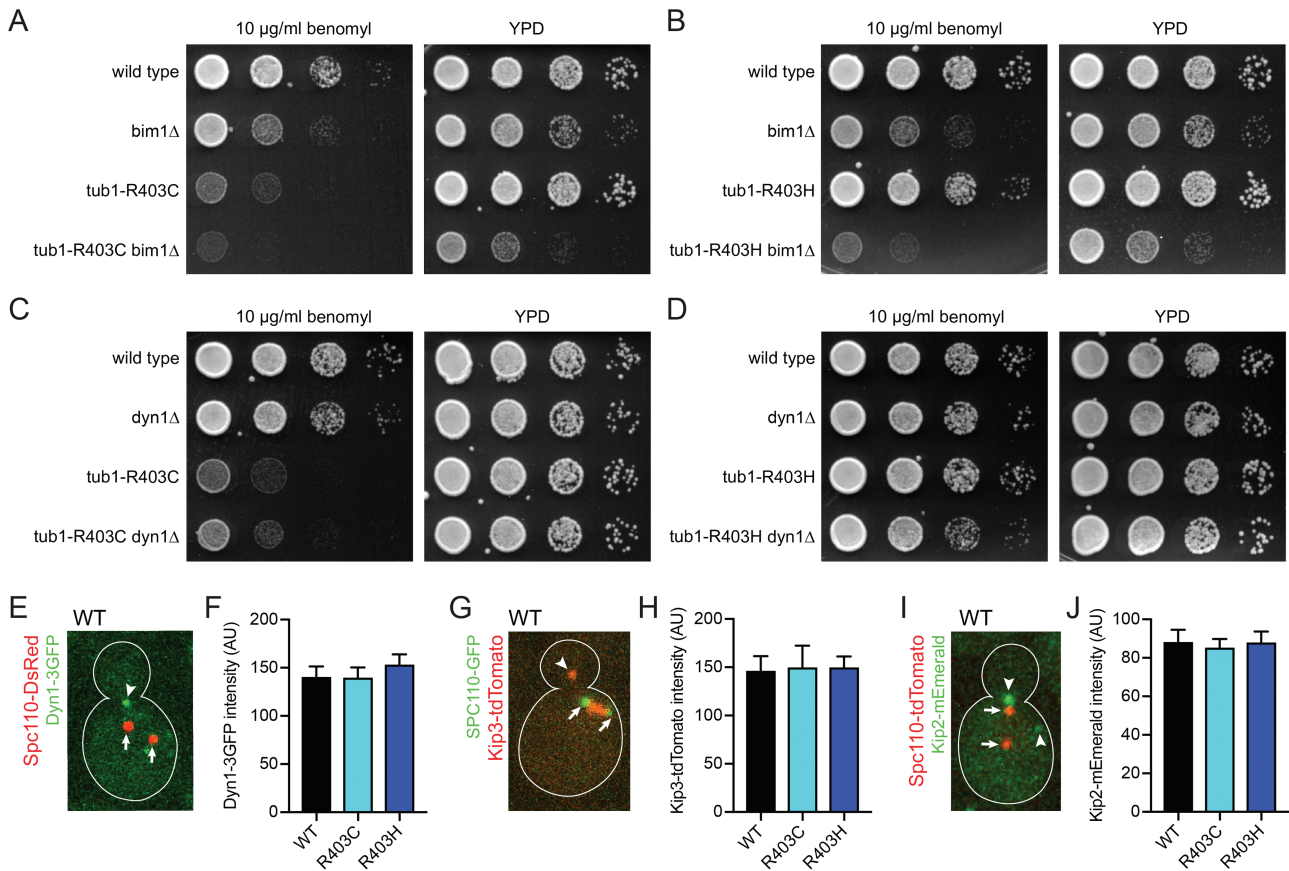 A
10 µg/ml benomyl
YPD
wild type
bim1Δ
tub1-R403C
tub1-R403C bim1Δ
B
10 µg/ml benomyl
YPD
wild type
bim1Δ
tub1-R403H
tub1-R403H bim1Δ
C
10 µg/ml benomyl
YPD
wild type
dyn1Δ
tub1-R403C
tub1-R403C dyn1Δ
D
10 µg/ml benomyl
YPD
wild type
dyn1Δ
tub1-R403H
tub1-R403H dyn1Δ
E
WT
Spc110-DsRed
Dyn1-3GFP
F
Dyn1-3GFP intensity (AU)
200
150
100
50
0
WT
R403C
R403H
G
WT
SPC110-GFP
Kip3-tdTomato
H
Kip3-tdTomato intensity (AU)
200
150
100
50
0
WT
R403C
R403H
I
WT
Spc110-tdTomato
Kip2-mEmerald
J
Kip2-mEmerald intensity (AU)
100
80
60
40
20
0
WT
R403C
R403H